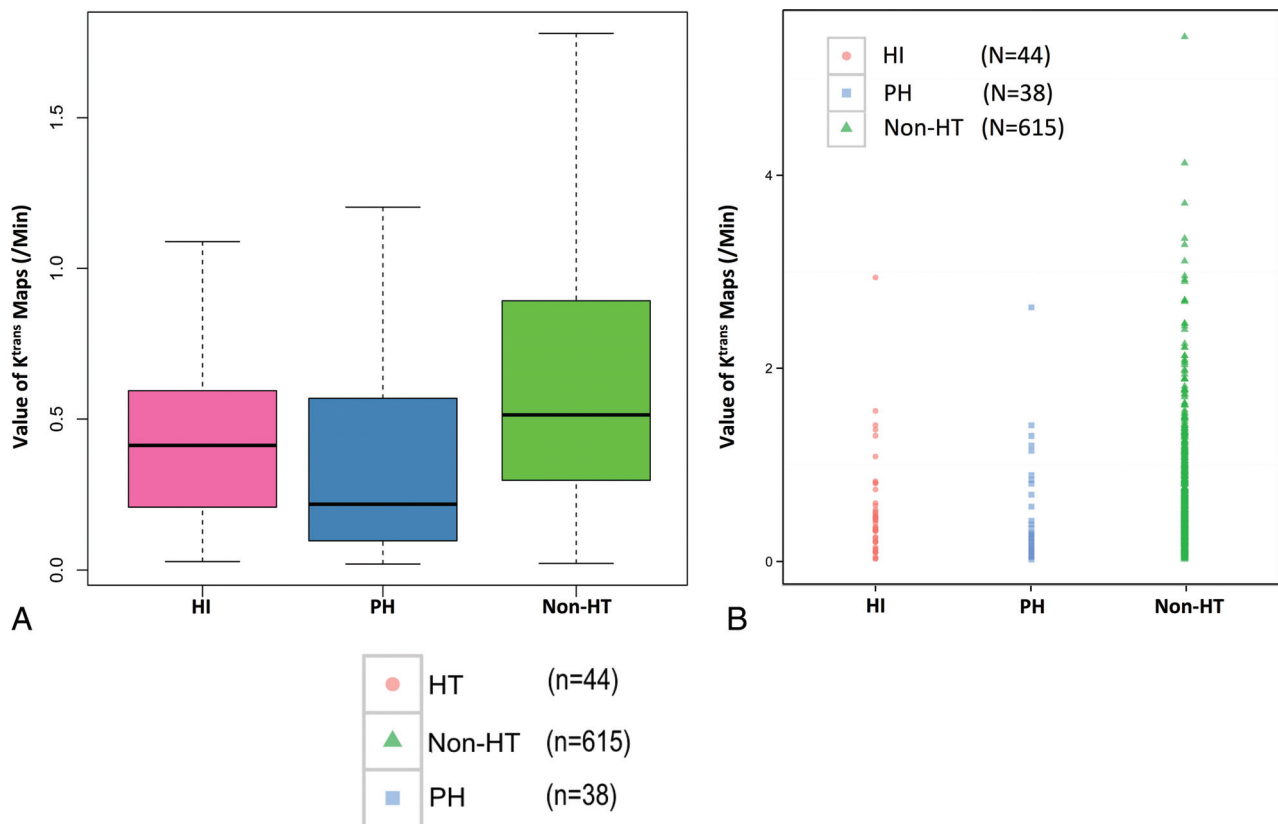 Value of Ktrans Maps (/Min)
1.5
1.0
0.5
0.0
HI PH Non-HT
A
Value of Ktrans Maps (/Min)
HI (N=44)
PH (N=38)
Non-HT (N=615)
4
2
0
HI PH Non-HT
B
HT (n=44)
Non-HT (n=615)
PH (n=38)